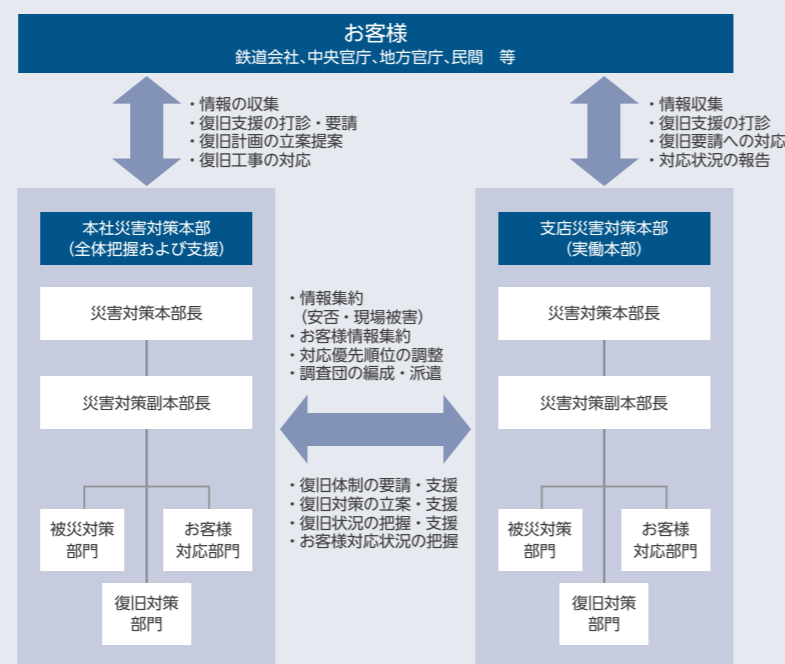 お客様
鉄道会社、中央官庁、地方官庁、民間　等
・情報の収集
・復旧支援の打診・要請
・復旧計画の立案提案
・復旧工事の対応
・情報収集
・復旧支援の打診
・復旧要請への対応
・対応状況の報告
本社災害対策本部
（全体把握および支援）
災害対策本部長
災害対策副本部長
被災対策
部門
お客様
対応部門
復旧対策
部門
・情報集約
（安否・現場被害）
・お客様情報集約
・対応優先順位の調整
・調査団の編成・派遣
・復旧体制の要請・支援
・復旧対策の立案・支援
・復旧状況の把握・支援
・お客様対応状況の把握
支店災害対策本部
（実働本部）
災害対策本部長
災害対策副本部長
被災対策
部門
お客様
対応部門
復旧対策
部門